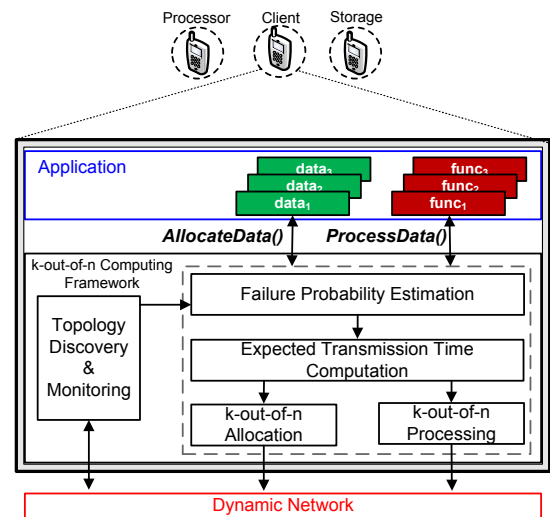 Processor Client Storage
Application
data3
data2
data1
func3
func2
func1
AllocateData() ProcessData()
k-out-of-n Computing
Framework
Topology
Discovery
&
Monitoring
Failure Probability Estimation
Expected Transmission Time
Computation
k-out-of-n
Allocation
k-out-of-n
Processing
Dynamic Network